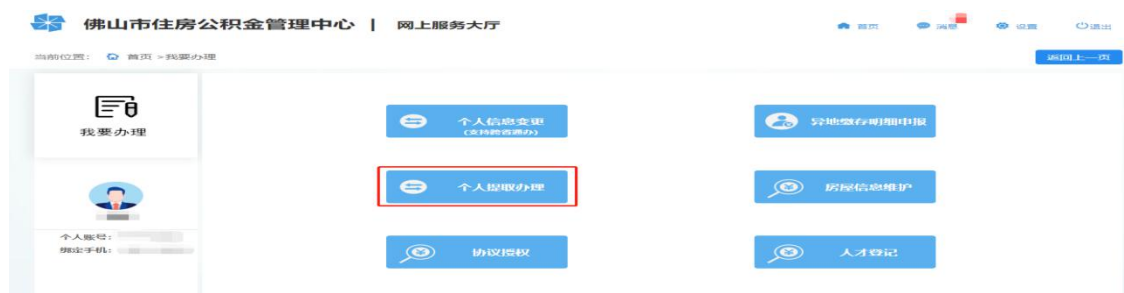 佛山市住房公积金管理中心 | 网上服务大厅
首页 消息 设置 退出
当前位置: 首页 >我要办理
返回上一页
我要办理
个人账号:
绑定手机:
个人信息变更
(支持跨省通办)
异地缴存明细申报
个人提取办理
房屋信息维护
协议授权
人才登记